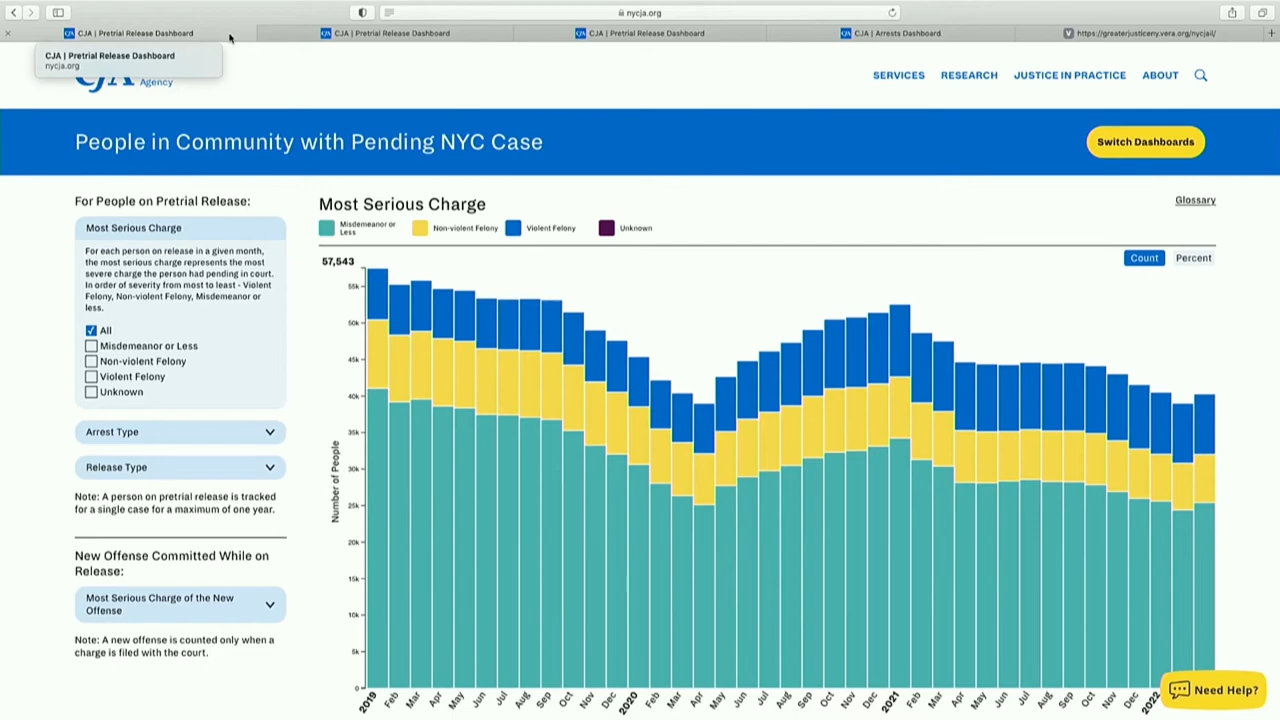 nycja.org
CJA | Pretrial Release Dashboard
CJA | Pretrial Release Dashboard
CJA | Pretrial Release Dashboard
CJA | Arrests Dashboard
V
https://greaterjusticeny.vera.org/nycjail/
CJA | Pretrial Release Dashboard
nycja.org
Agency
SERVICES
RESEARCH
JUSTICE IN PRACTICE
ABOUT
People in Community with Pending NYC Case
Switch Dashboards
For People on Pretrial Release:
Most Serious Charge
For each person on release in a given month,
the most serious charge represents the most
severe charge the person had pending in court.
In order of severity from most to least - Violent
Felony, Non-violent Felony, Misdemeanor or
less.
All
Misdemeanor or Less
Non-violent Felony
Violent Felony
Unknown
Arrest Type
Release Type
Note: A person on pretrial release is tracked
for a single case for a maximum of one year.
New Offense Committed While on
Release:
Most Serious Charge of the New
Offense
Note: A new offense is counted only when a
charge is filed with the court.
Most Serious Charge
Glossary
Misdemeanor or
Less
Non-violent Felony
Violent Felony
Unknown
Count
Percent
57,543
55k
50k
45k
40k
35k
30k
25k
20k
15k
10k
5k
0
Number of People
2019
Feb
Mar
Apr
May
Jun
Jul
Aug
Sep
Oct
Nov
Dec
2020
Feb
Mar
Apr
May
Jun
Jul
Aug
Sep
Oct
Nov
Dec
2021
Feb
Mar
Apr
May
Jun
Jul
Aug
Sep
Oct
Nov
Dec
2022
Need Help?